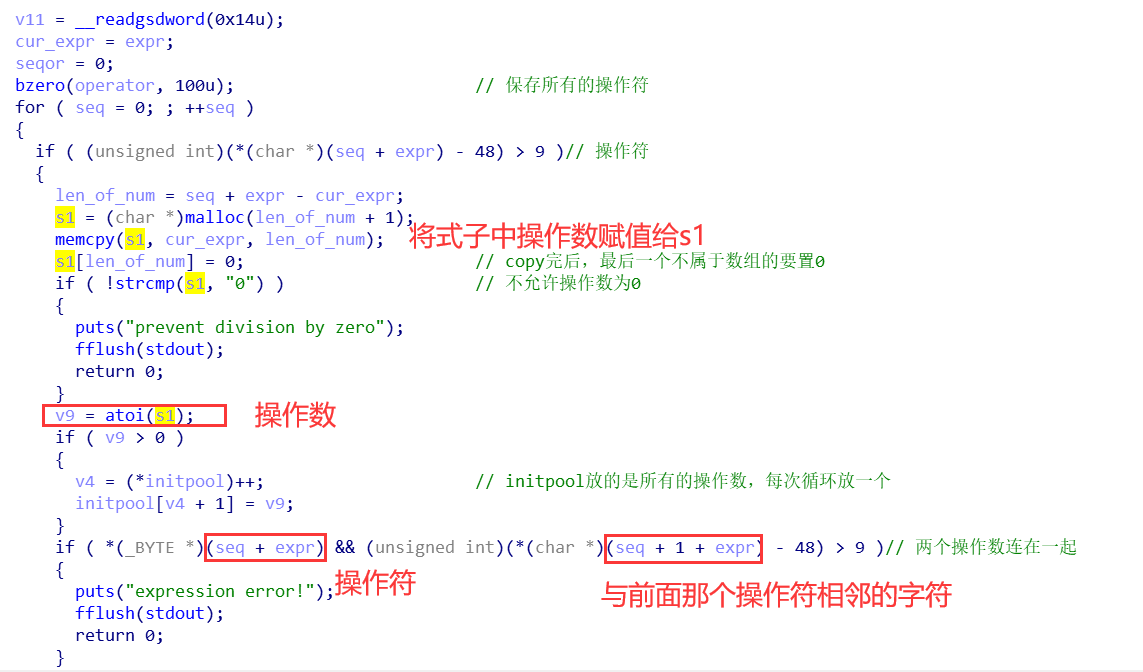 v11 = __readgsdword(0x14u);
cur_expr = expr;
seqor = 0;
bzero(operator, 100u); // 保存所有的操作符
for ( seq = 0; ; ++seq )
{
if ( (unsigned int)(*(char *)(seq + expr) - 48) > 9 )// 操作符
{
len_of_num = seq + expr - cur_expr;
s1 = (char *)malloc(len_of_num + 1);
memcpy(s1, cur_expr, len_of_num); 将式子中操作数赋值给s1
s1[len_of_num] = 0; // copy完后，最后一个不属于数组的要置0
if ( !strcmp(s1, "0") ) // 不允许操作数为0
{
puts("prevent division by zero");
fflush(stdout);
return 0;
}
v9 = atoi(s1); 操作数
if ( v9 > 0 )
{
v4 = (*initpool)++; // initpool放的是所有的操作数，每次循环放一个
initpool[v4 + 1] = v9;
}
if ( *(_BYTE *)(seq + expr) && (unsigned int)(*(char *)(seq + 1 + expr) - 48) > 9 )// 两个操作数连在一起
{
puts("expression error!"); 操作符 与前面那个操作符相邻的字符
fflush(stdout);
return 0;
}